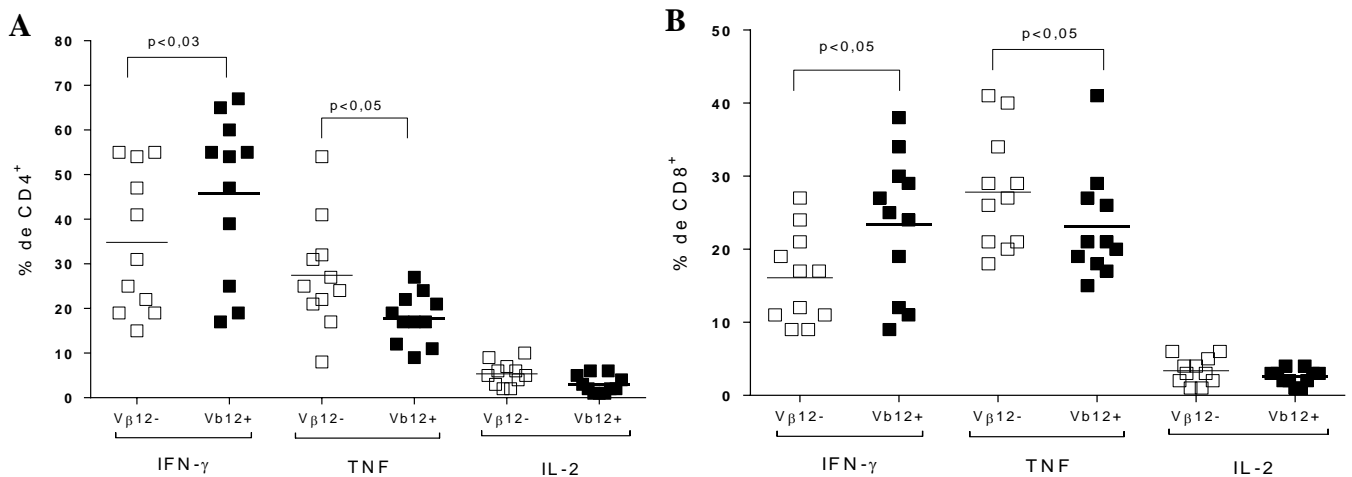 A
% de CD4+
80
70
60
50
40
30
20
10
0
p<0,03
p<0,05
Vβ12- Vb12+ Vβ12- Vb12+ Vβ12- Vb12+
IFN-γ TNF IL-2
B
% de CD8+
50
40
30
20
10
0
p<0,05
p<0,05
Vβ12- Vb12+ Vβ12- Vb12+ Vβ12- Vb12+
IFN-γ TNF IL-2